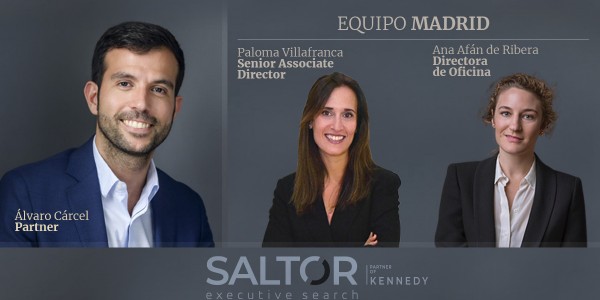 EQUIPO MADRID
Paloma Villafranca
Senior Associate
Director
Ana Afán de Ribera
Directora
de Oficina
Álvaro Cárcel
Partner
SALTOR
executive search
PARTNER
OF
KENNEDY